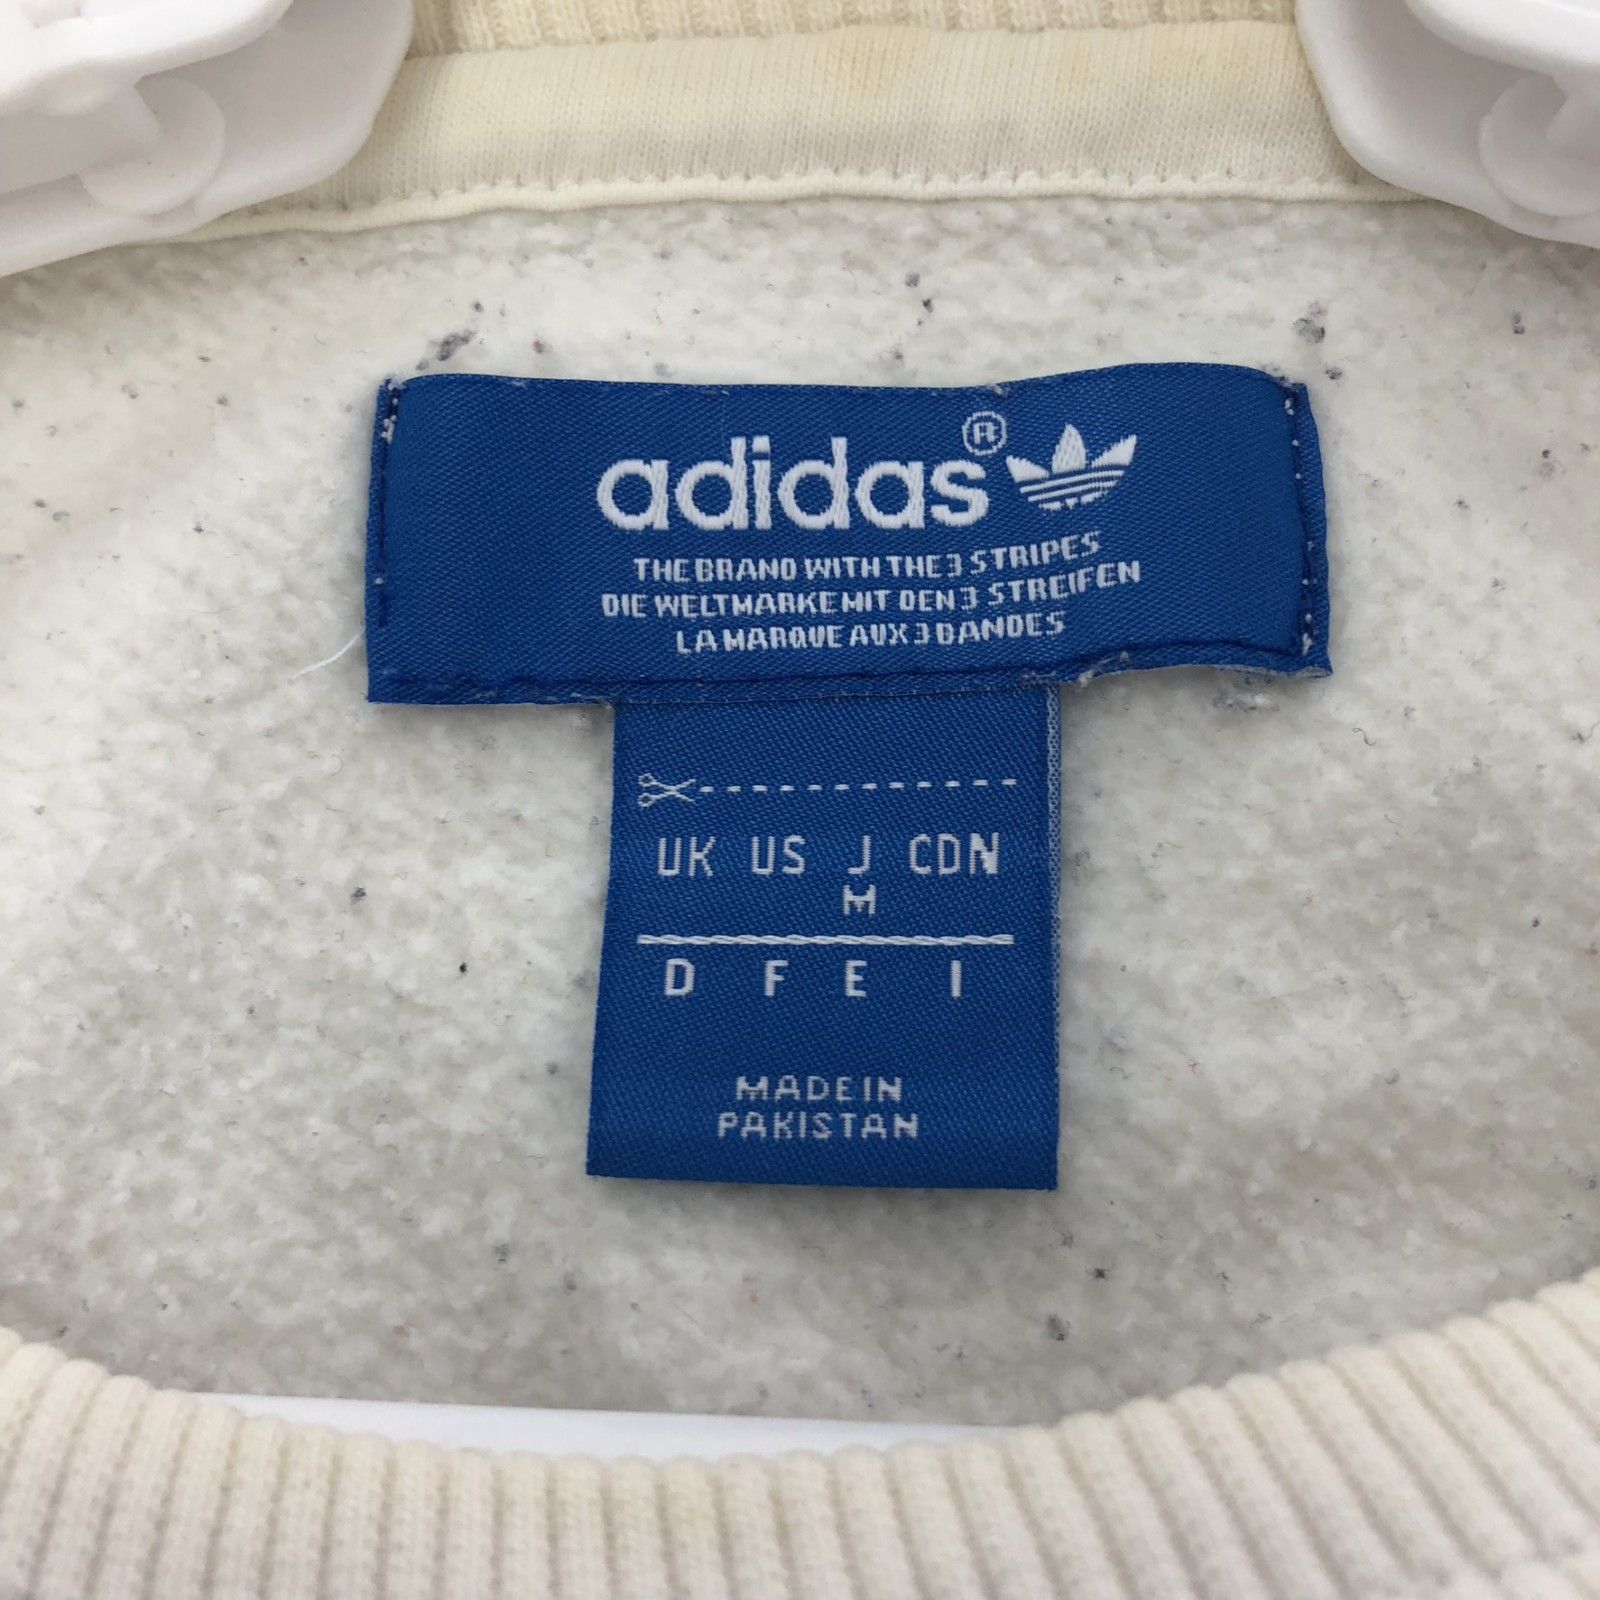 adidas®
THE BRAND WITH THE 3 STRIPES
DIE WELTMARKE MIT DEN 3 STREIFEN
LA MARQUE AUX 3 BANDES
UK US J CDN
M
D F E I
MADE IN
PAKISTAN